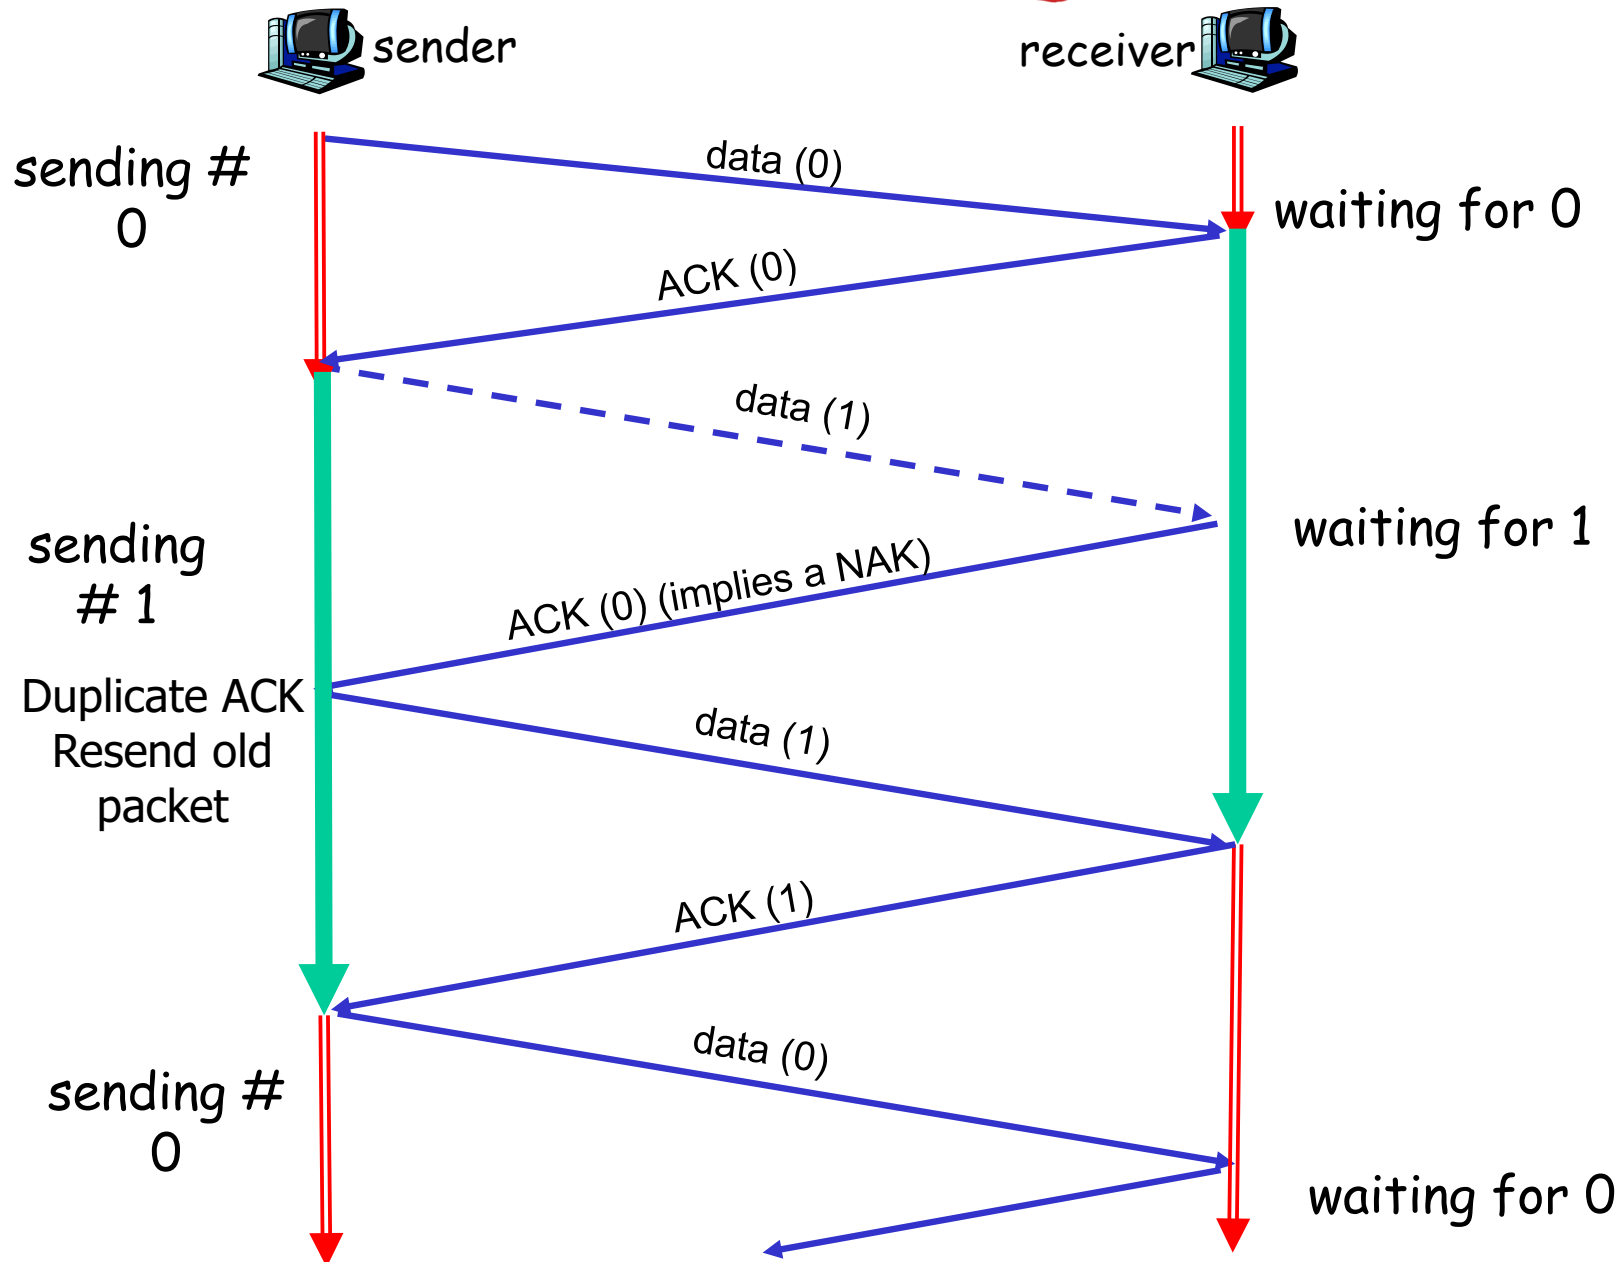 sender
receiver
sending #
0
data (0)
waiting for 0
ACK (0)
data (1)
sending
# 1
waiting for 1
ACK (0) (implies a NAK)
Duplicate ACK
Resend old
packet
data (1)
ACK (1)
data (0)
sending #
0
waiting for 0